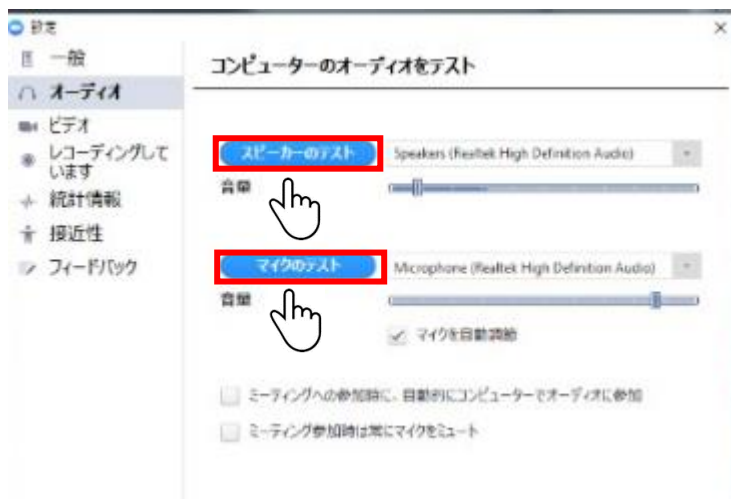 設定
一般
オーディオ
ビデオ
レコーディングして
います
統計情報
接近性
フィードバック
コンピューターのオーディオをテスト
スピーカーのテスト
Speakers (Realtek High Definition Audio)
音量
マイクのテスト
Microphone (Realtek High Definition Audio)
音量
マイクを自動調節
ミーティングへの参加時に、自動的にコンピューターでオーディオに参加
ミーティング参加時は常にマイクをミュート